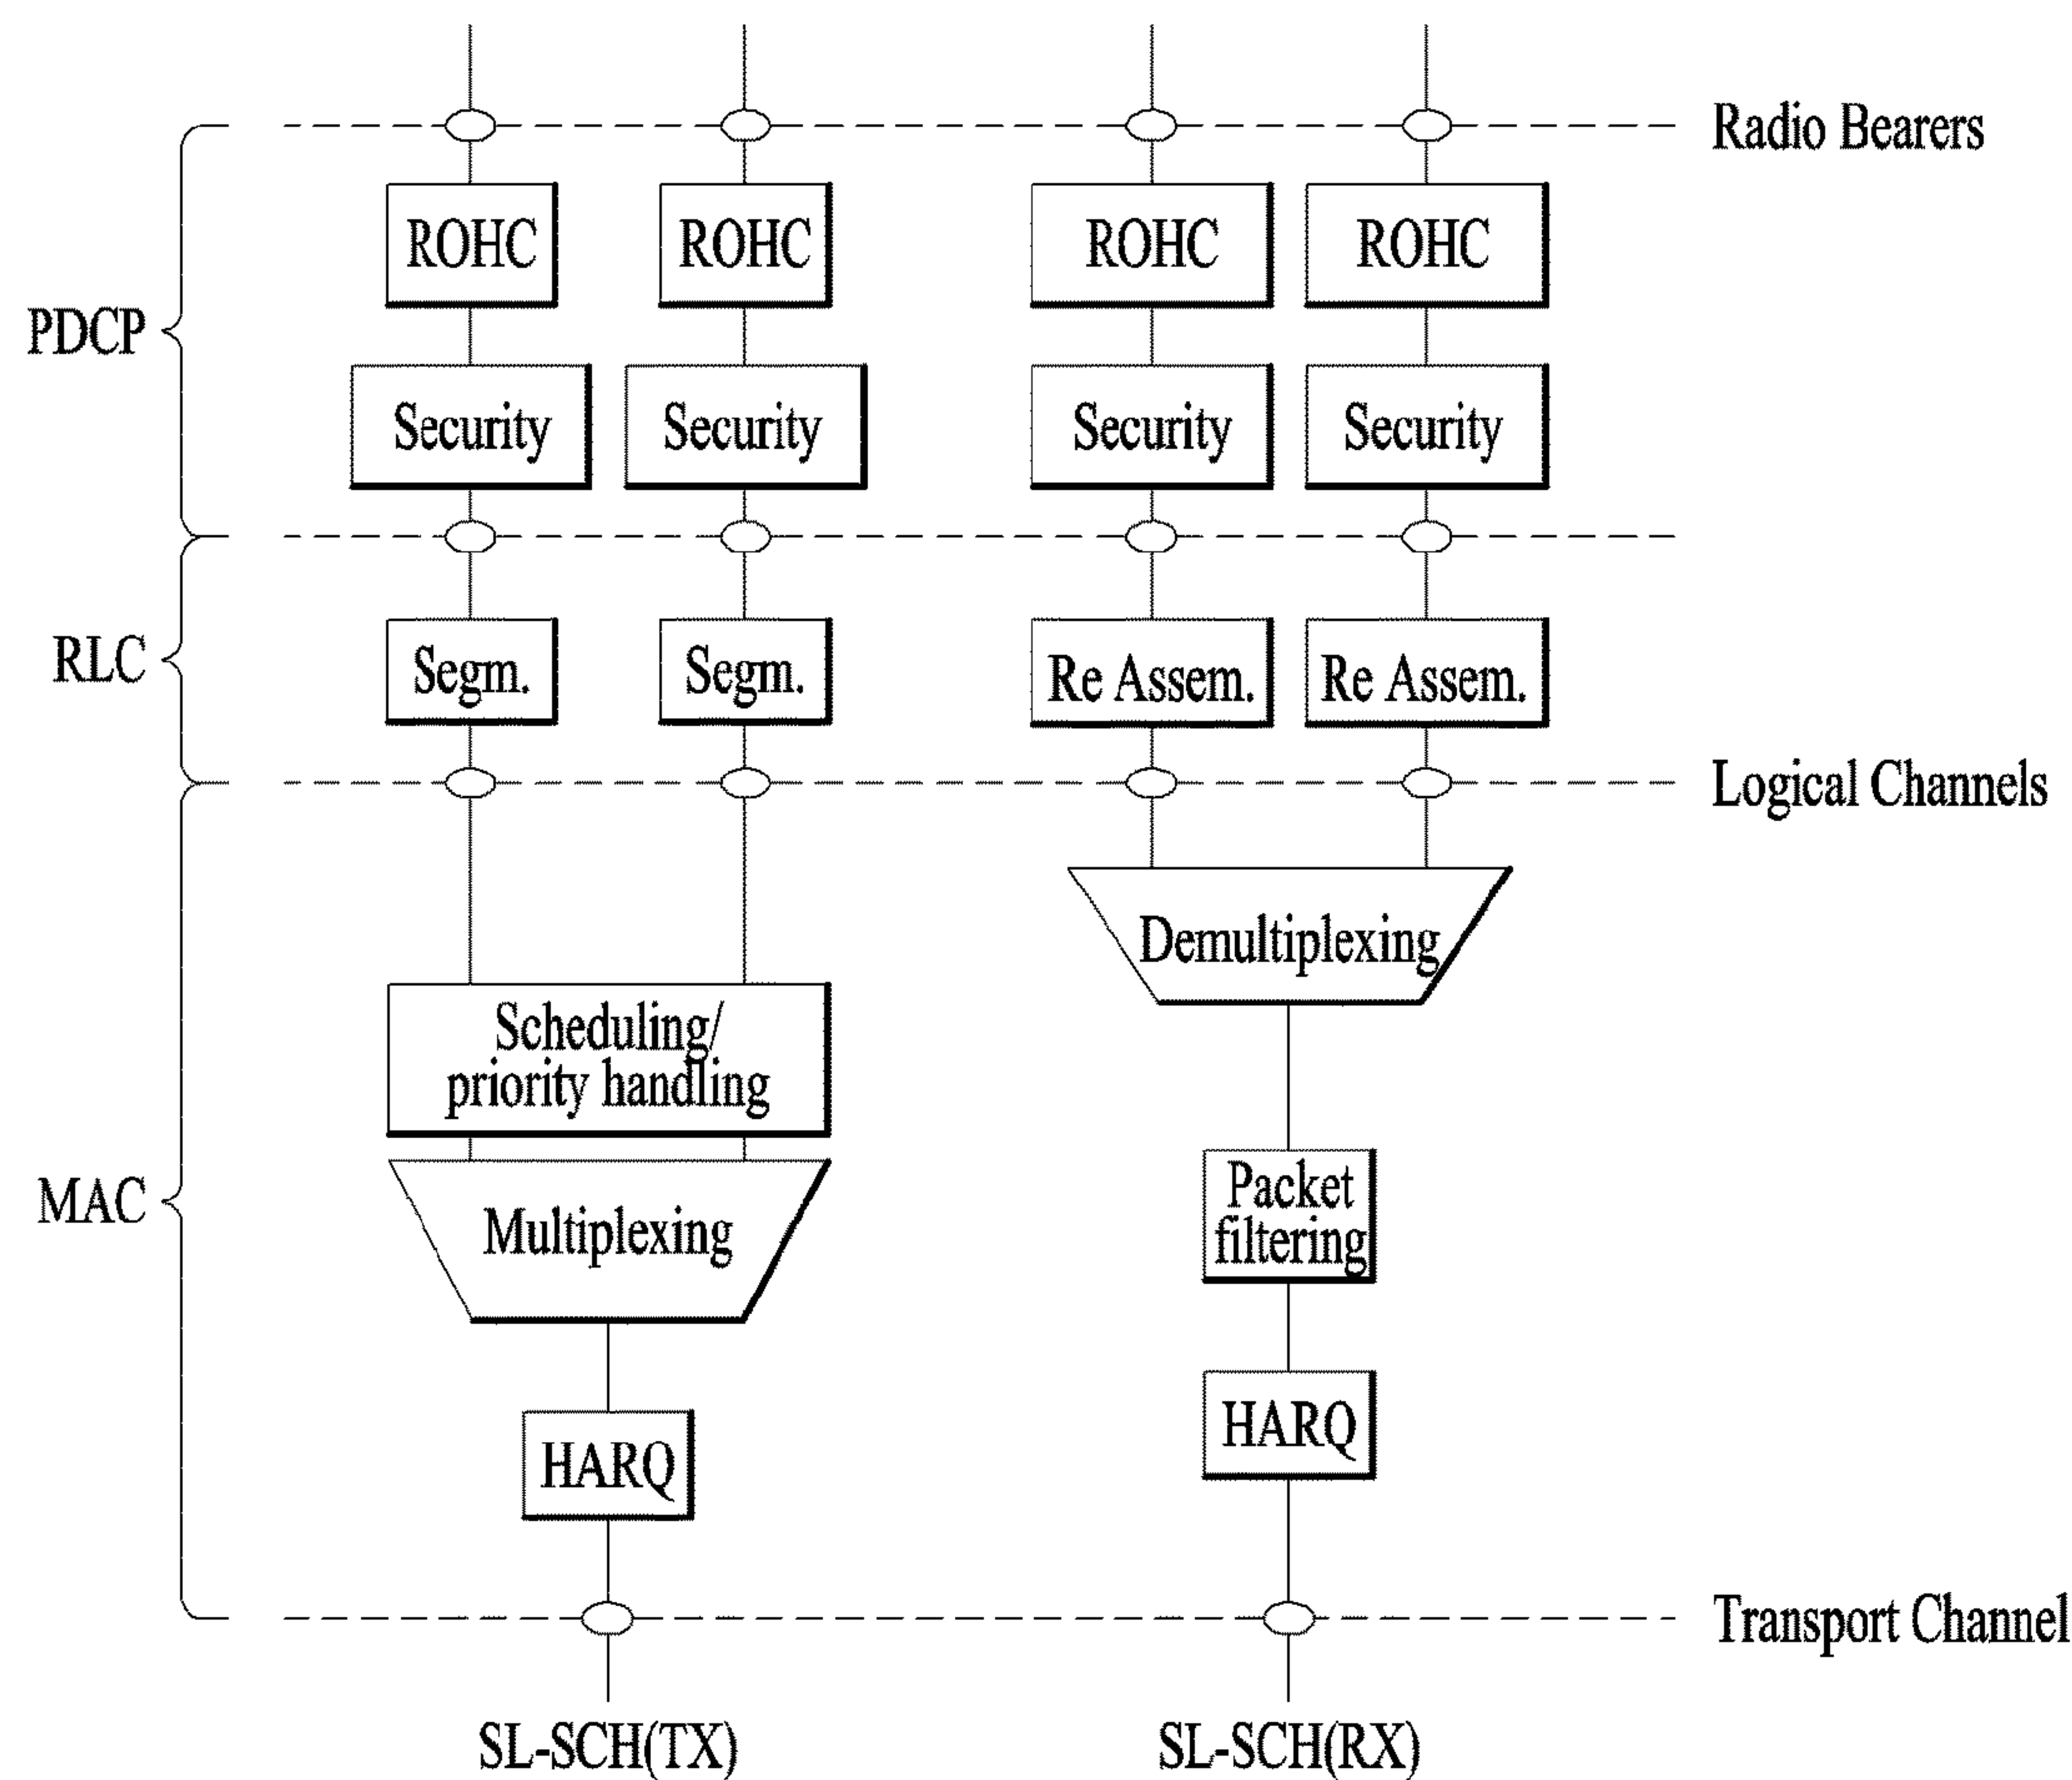 Radio Bearers
ROHC
ROHC
ROHC
ROHC
PDCP
Security
Security
Security
Security
RLC
Segm.
Segm.
Re Assem.
Re Assem.
Logical Channels
Demultiplexing
Scheduling/
priority handling
Packet
filtering
MAC
Multiplexing
HARQ
HARQ
Transport Channel
SL-SCH(TX)
SL-SCH(RX)